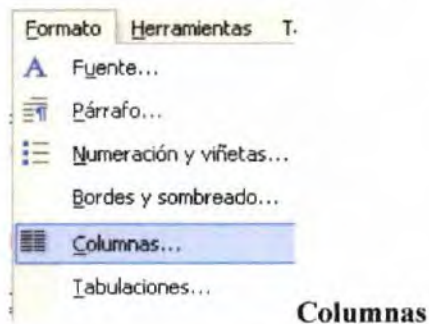 Formato Herramientas T
Fuente...
Párrafo...
Numeración y viñetas...
Bordes y sombreado...
Columnas...
Tabulaciones...
Columnas